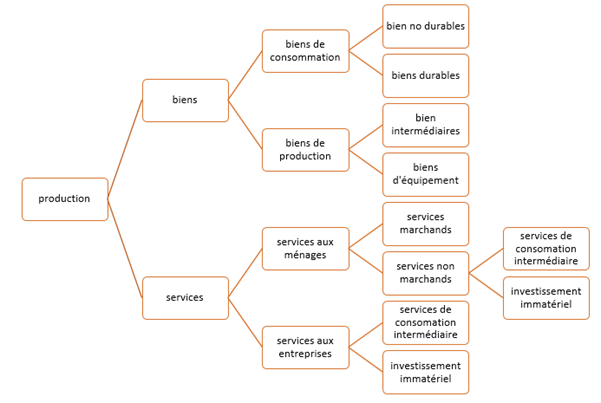 production
biens
biens de
consommation
bien no durables
biens durables
biens de
production
bien
intermédiaires
biens
d'équipement
services
services aux
ménages
services
marchands
services non
marchands
services de
consomation
intermédiaire
investissement
immatériel
services aux
entreprises
services de
consomation
intermédiaire
investissement
immatériel